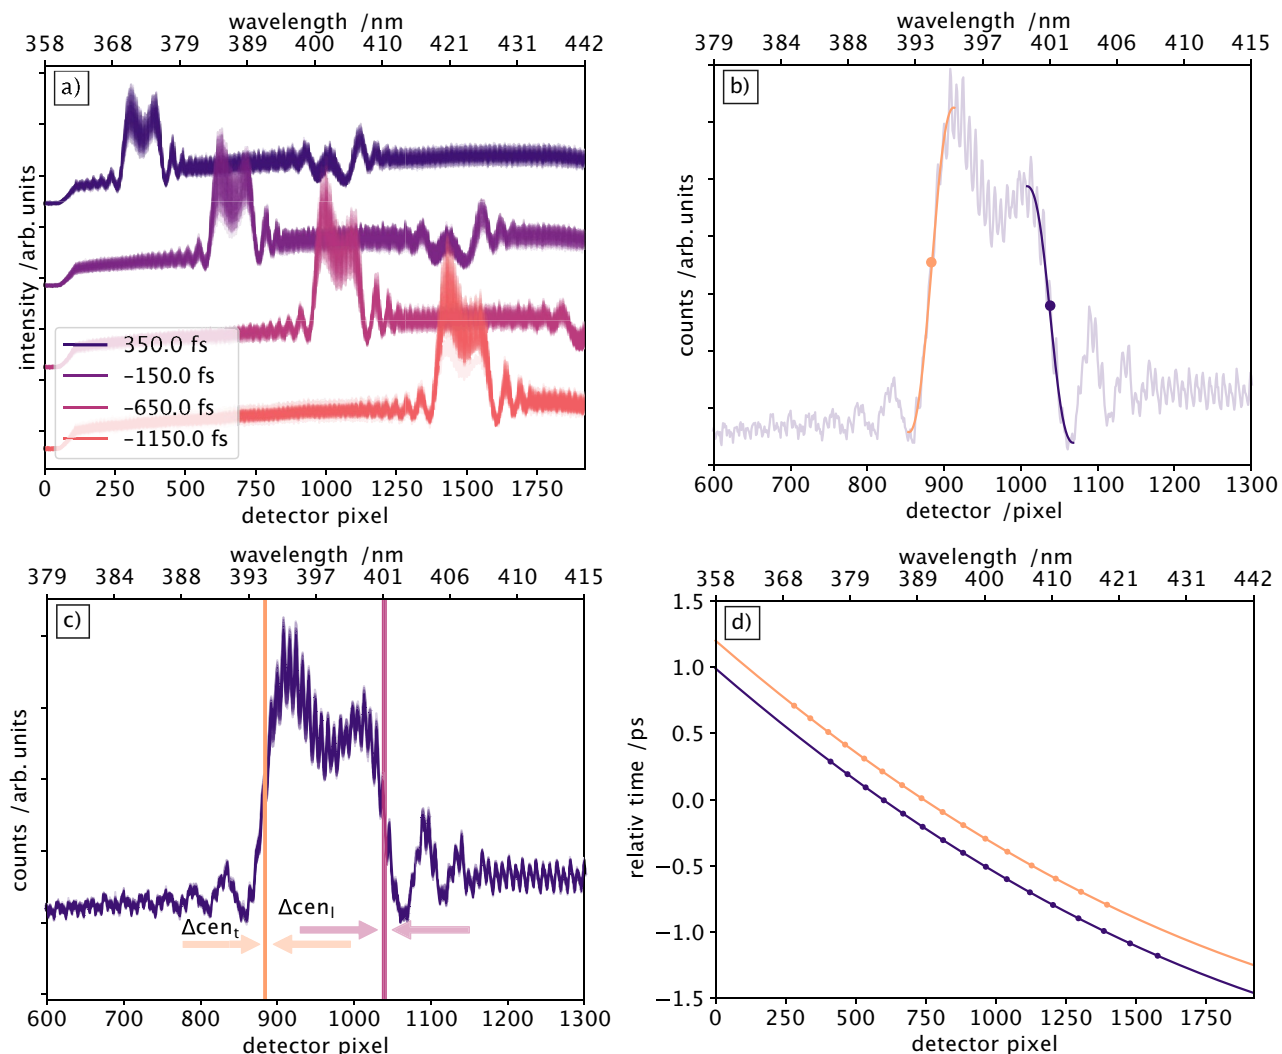 wavelength /nm
358 368 379 389 400 410 421 431 442
a)
intensity /arb. units
350.0 fs
−150.0 fs
−650.0 fs
−1150.0 fs
0 250 500 750 1000 1250 1500 1750
detector pixel
wavelength /nm
379 384 388 393 397 401 406 410 415
b)
counts /arb. units
600 700 800 900 1000 1100 1200 1300
detector /pixel
wavelength /nm
379 384 388 393 397 401 406 410 415
c)
counts /arb. units
Δcen_t
Δcen_l
600 700 800 900 1000 1100 1200 1300
detector pixel
wavelength /nm
358 368 379 389 400 410 421 431 442
d)
relativ time /ps
1.5
1.0
0.5
0.0
−0.5
−1.0
−1.5
0 250 500 750 1000 1250 1500 1750
detector pixel